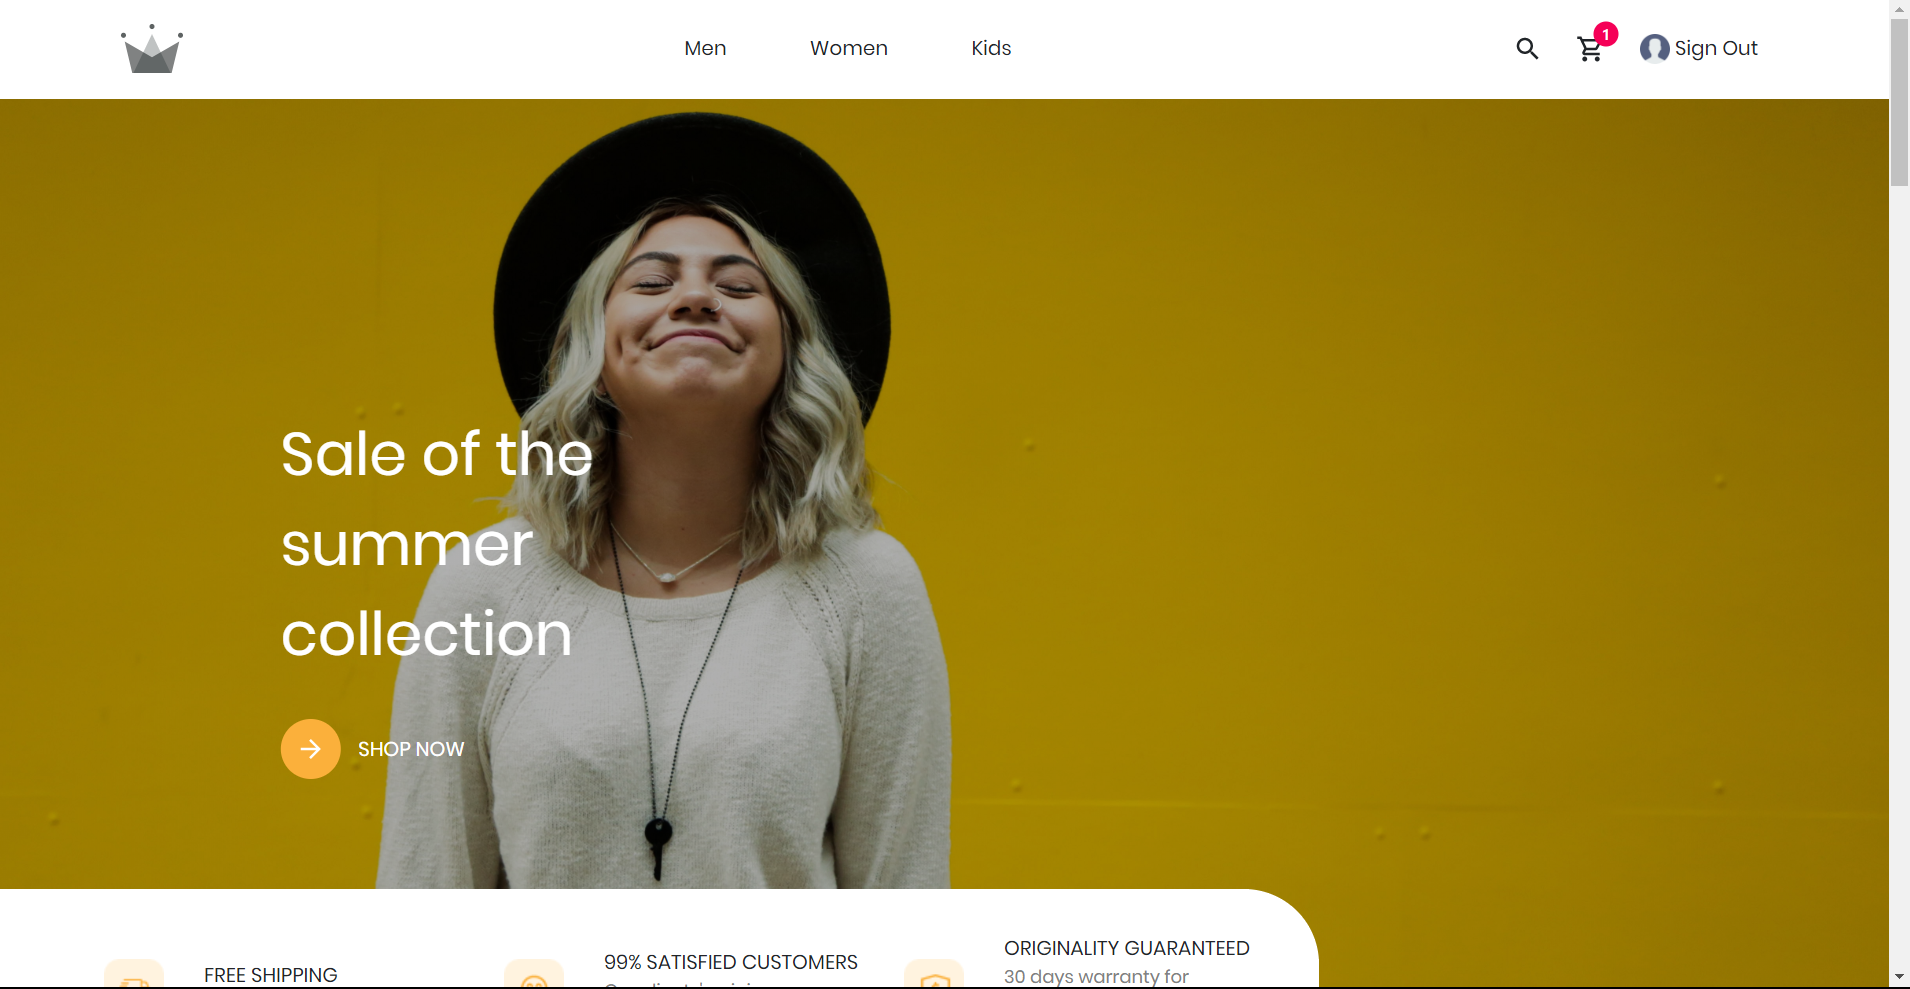 Men
Women
Kids
1
Sign Out
Sale of the
summer
collection
SHOP NOW
FREE SHIPPING
99% SATISFIED CUSTOMERS
ORIGINALITY GUARANTEED
30 days warranty for